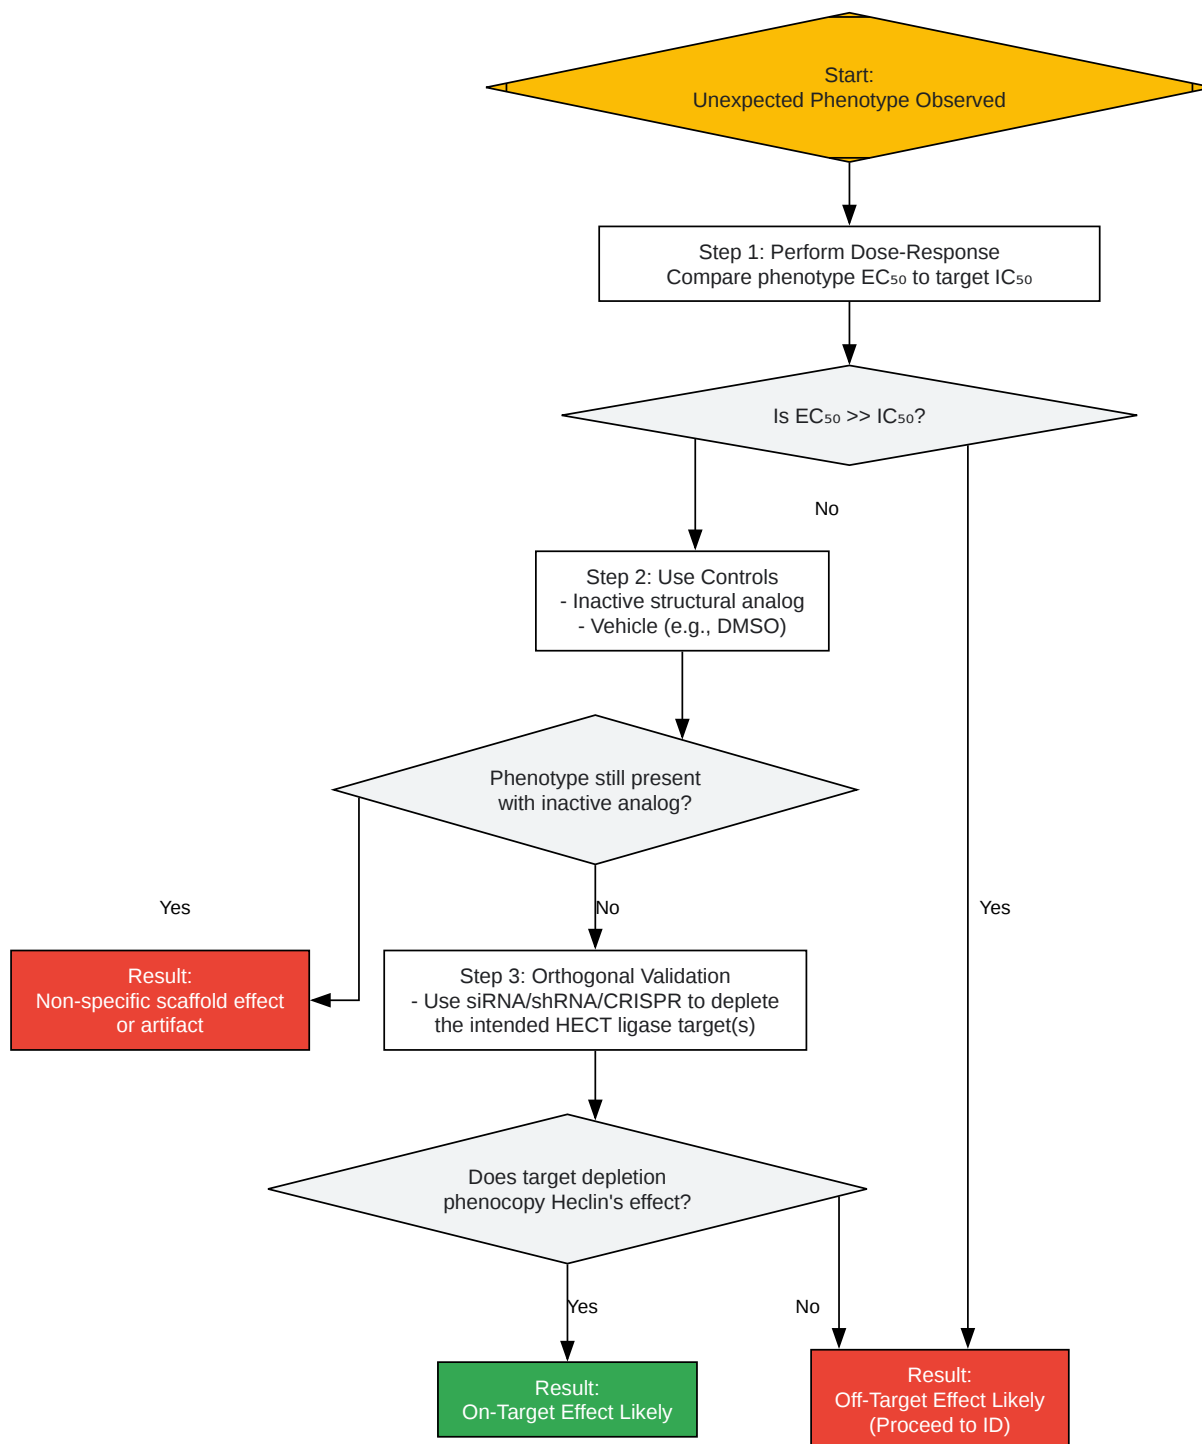 Start:
Unexpected Phenotype Observed
Step 1: Perform Dose-Response
Compare phenotype EC₅₀ to target IC₅₀
Is EC₅₀ >> IC₅₀?
No
Step 2: Use Controls
- Inactive structural analog
- Vehicle (e.g., DMSO)
Phenotype still present
with inactive analog?
Yes
No
Yes
Result:
Non-specific scaffold effect
or artifact
Step 3: Orthogonal Validation
- Use siRNA/shRNA/CRISPR to deplete
the intended HECT ligase target(s)
Does target depletion
phenocopy Heclin's effect?
Yes
No
Result:
On-Target Effect Likely
Result:
Off-Target Effect Likely
(Proceed to ID)